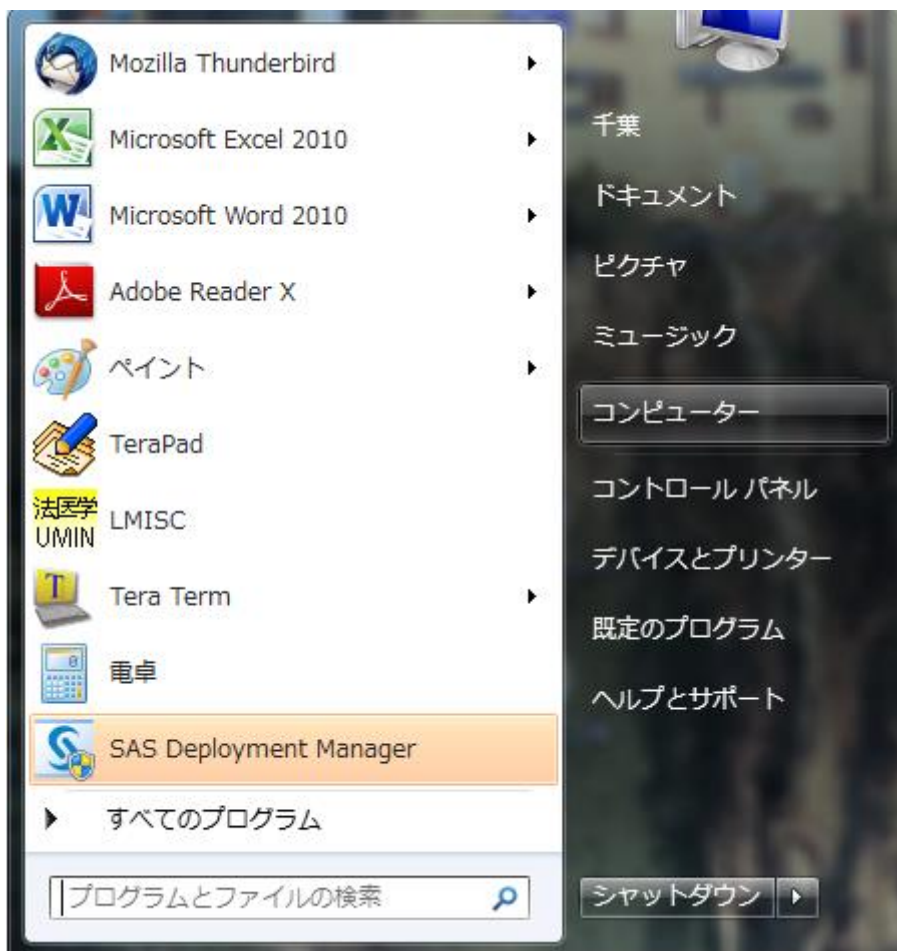 Mozilla Thunderbird
Microsoft Excel 2010
Microsoft Word 2010
Adobe Reader X
ペイント
TeraPad
法医学
UMIN
LMISC
Tera Term
電卓
SAS Deployment Manager
すべてのプログラム
プログラムとファイルの検索
千葉
ドキュメント
ピクチャ
ミュージック
コンピューター
コントロール パネル
デバイスとプリンター
既定のプログラム
ヘルプとサポート
シャットダウン